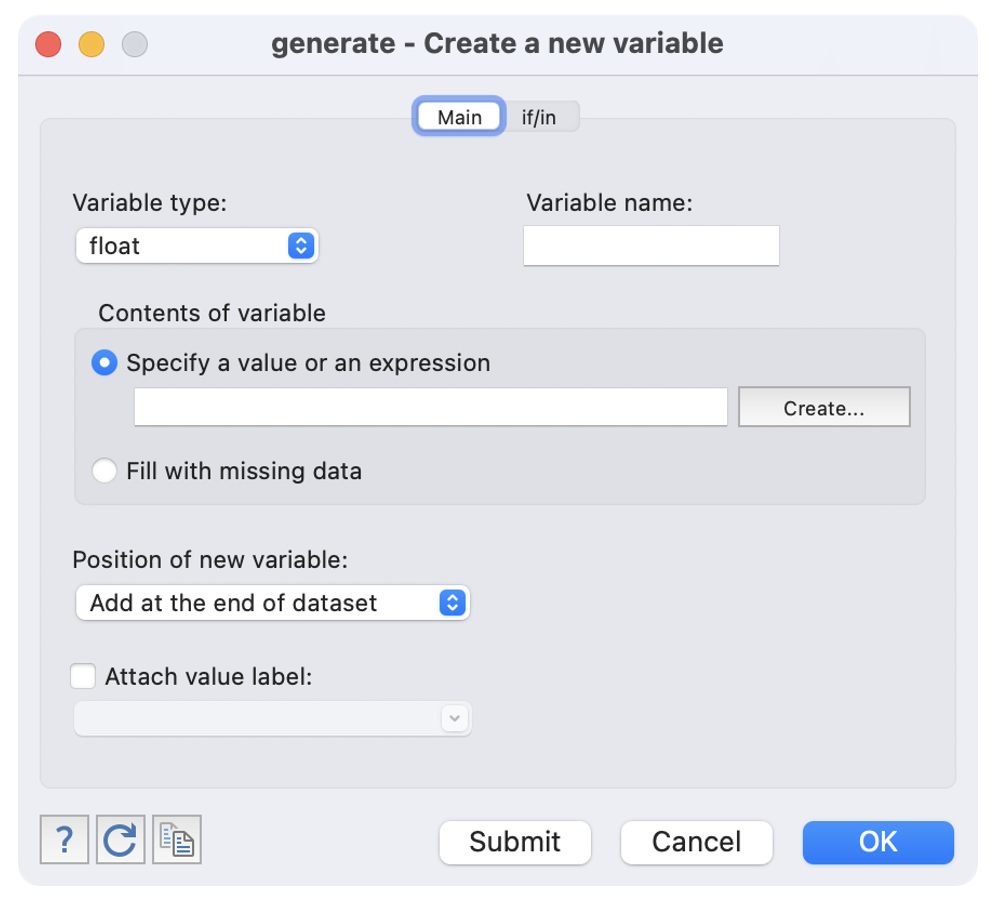 generate - Create a new variable
Main if/in
Variable type: Variable name:
float
Contents of variable
Specify a value or an expression
Create...
Fill with missing data
Position of new variable:
Add at the end of dataset
Attach value label:
? Submit Cancel OK